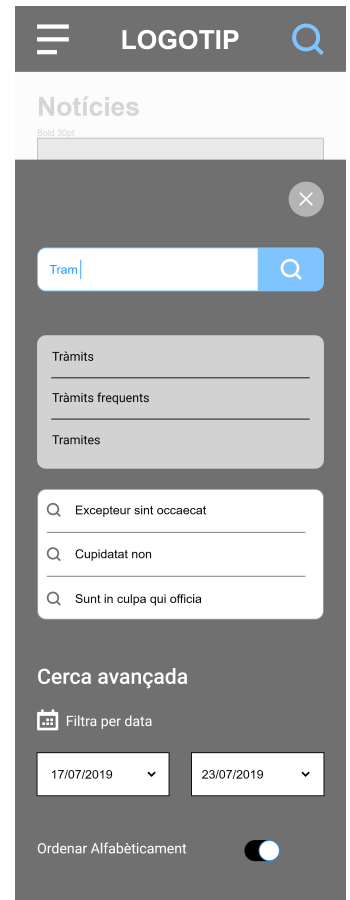 LOGOTIP
Notícies
Bold 30pt
Tram
Tràmits
Tràmits frequents
Tramites
Excepteur sint occaecat
Cupidatat non
Sunt in culpa qui officia
Cerca avançada
Filtra per data
17/07/2019
23/07/2019
Ordenar Alfabèticament